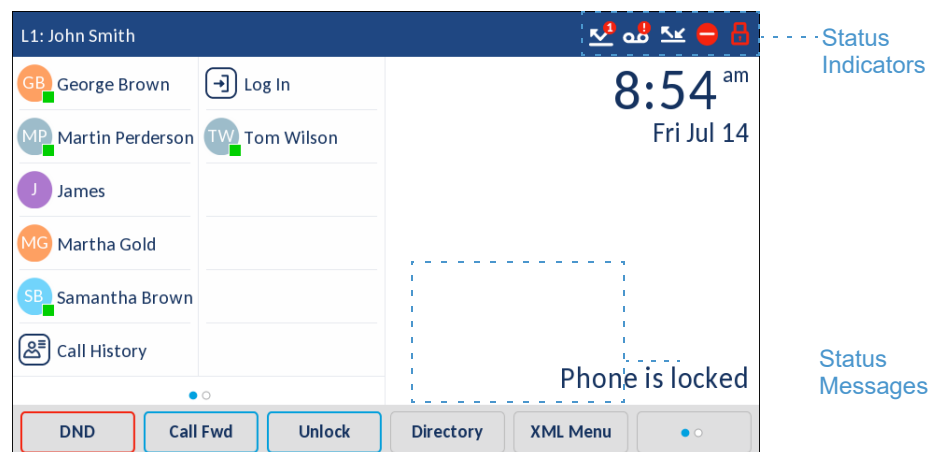 L1: John Smith
1
!
8:54 am
Fri Jul 14
GB George Brown
Log In
MP Martin Perderson
TW Tom Wilson
J James
MG Martha Gold
SB Samantha Brown
Call History
Phone is locked
DND
Call Fwd
Unlock
Directory
XML Menu
Status
Indicators
Status
Messages